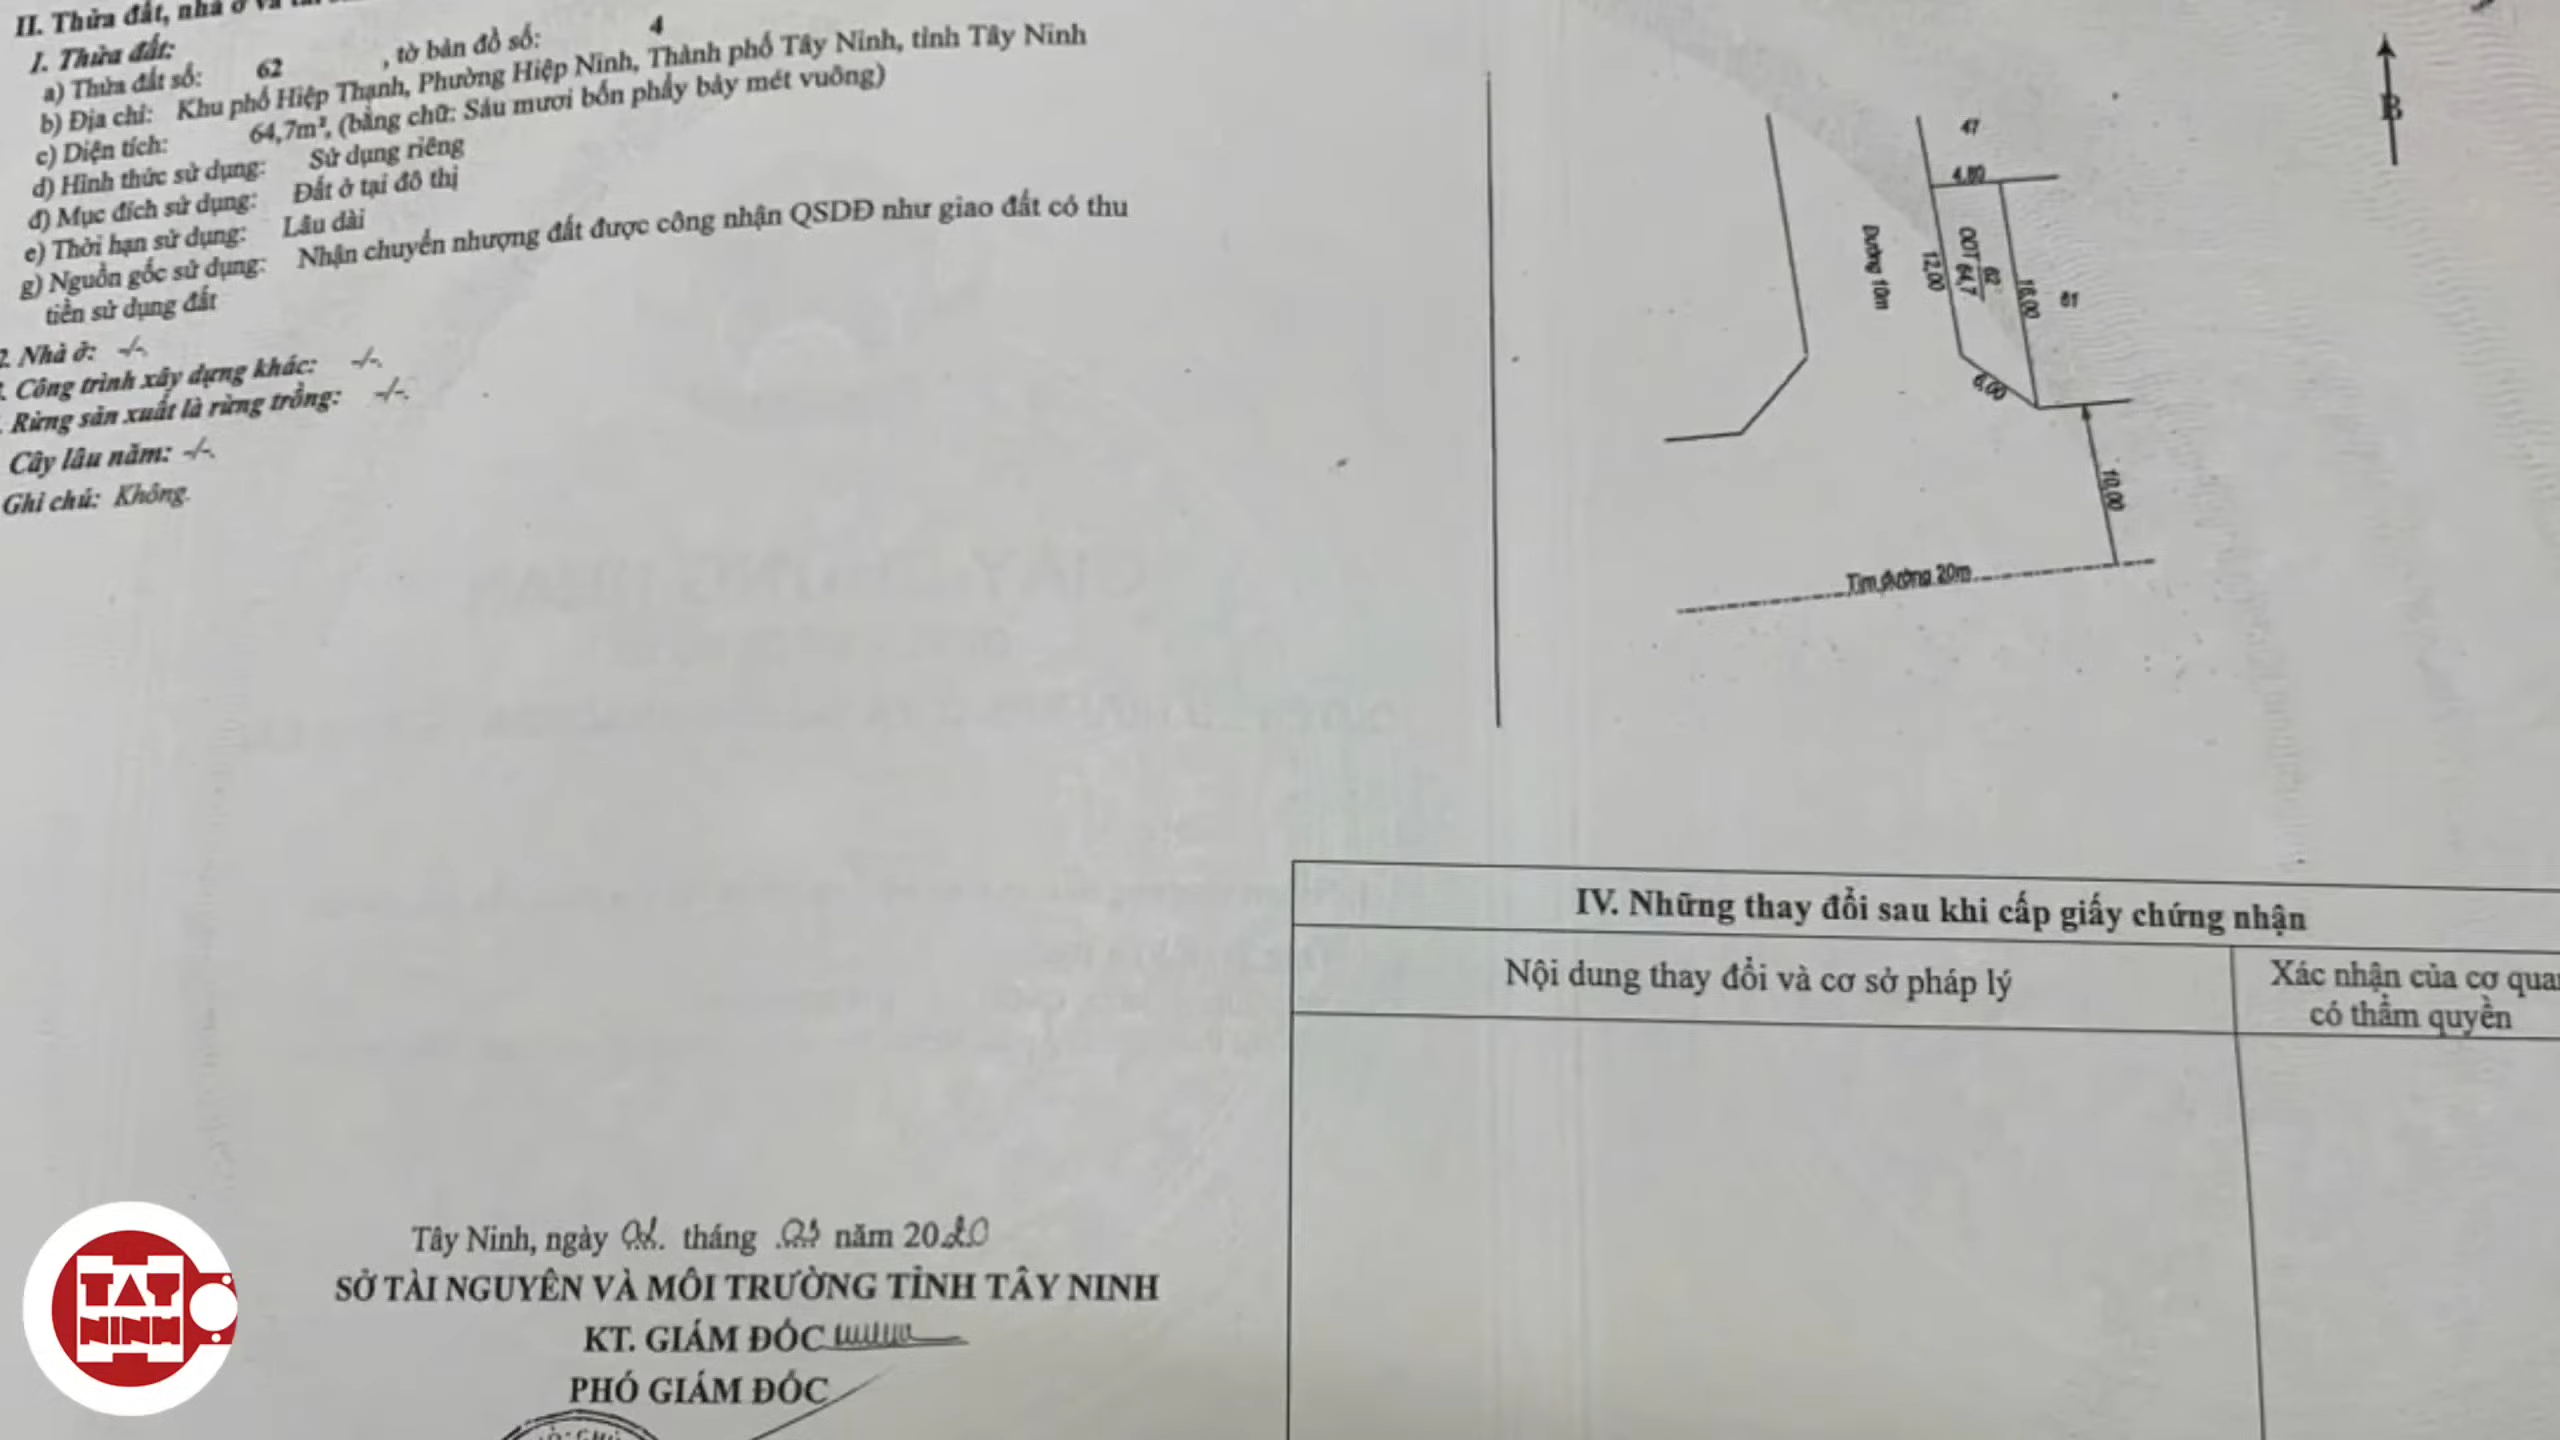 II. Thửa đất, nhà ở và
1. Thửa đất:
a) Thửa đất số: 62 , tờ bản đồ số: 4
b) Địa chỉ: Khu phố Hiệp Thạnh, Phường Hiệp Ninh, Thành phố Tây Ninh, tỉnh Tây Ninh
c) Diện tích: 64,7m², (bằng chữ: Sáu mươi bốn phẩy bảy mét vuông)
d) Hình thức sử dụng: Sử dụng riêng
đ) Mục đích sử dụng: Đất ở tại đô thị
e) Thời hạn sử dụng: Lâu dài
g) Nguồn gốc sử dụng: Nhận chuyển nhượng đất được công nhận QSDĐ như giao đất có thu
tiền sử dụng đất
2. Nhà ở: -/-.
. Công trình xây dựng khác: -/-.
. Rừng sản xuất là rừng trồng: -/-.
Cây lâu năm: -/-.
Ghi chú: Không.
B
47
4.80
Đường 10m
12,00
ODT 62
64,7
16,00
61
6,00
10,00
Tim đường 20m
IV. Những thay đổi sau khi cấp giấy chứng nhận
Nội dung thay đổi và cơ sở pháp lý
Xác nhận của cơ quan
có thẩm quyền
Tây Ninh, ngày tháng năm 2020
SỞ TÀI NGUYÊN VÀ MÔI TRƯỜNG TỈNH TÂY NINH
KT. GIÁM ĐỐC
PHÓ GIÁM ĐỐC
TAY
NINH